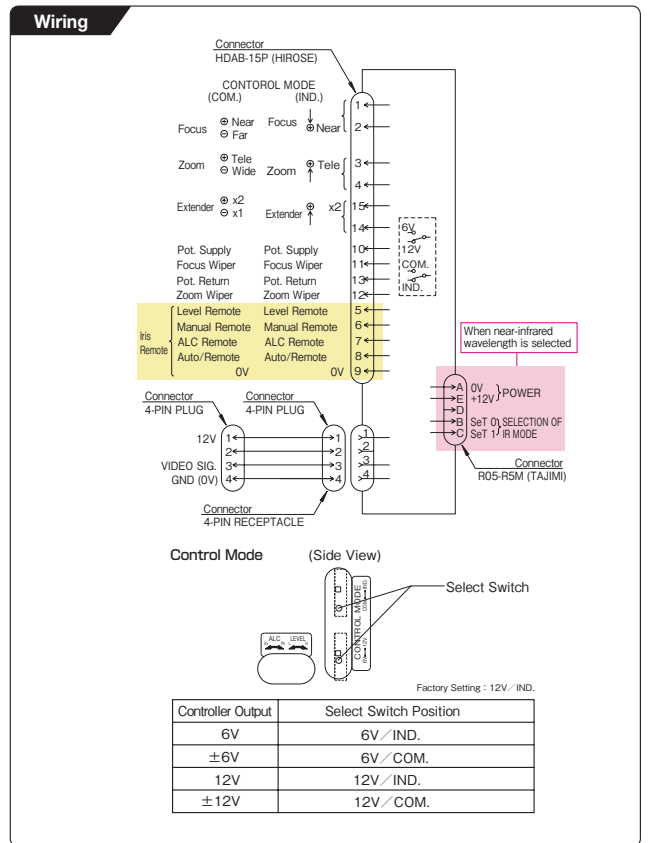 Wiring
Connector
HDAB-15P (HIROSE)
CONTOROL MODE
(COM.) (IND.)
Focus ⊕ Near ⊖ Far Focus ⊕ Near
Zoom ⊕ Tele ⊖ Wide Zoom ⊕ Tele
Extender ⊕ x2 ⊖ x1 Extender ⊕ x2
1
2
3
4
15
14
Pot. Supply Pot. Supply 10
Focus Wiper Focus Wiper 11
Pot. Return Pot. Return 13
Zoom Wiper Zoom Wiper 12
Iris Remote
Level Remote Level Remote 5
Manual Remote Manual Remote 6
ALC Remote ALC Remote 7
Auto/Remote Auto/Remote 8
0V 0V 9
6V
12V
COM.
IND.
When near-infrared
wavelength is selected
A 0V
E +12V
POWER
D
B SeT 0
C SeT 1
SELECTION OF
IR MODE
Connector
R05-R5M (TAJIMI)
Connector
4-PIN PLUG
Connector
4-PIN PLUG
12V 1 1 1
2 2 2
VIDEO SIG. 3 3 3
GND (0V) 4 4 4
Connector
4-PIN RECEPTACLE
Control Mode (Side View)
Select Switch
CONTROL MODE
COM. IND.
6V 12V
ALC LEVEL
Pk Av L H
Factory Setting : 12V/IND.
Controller Output Select Switch Position
6V 6V/IND.
±6V 6V/COM.
12V 12V/IND.
±12V 12V/COM.